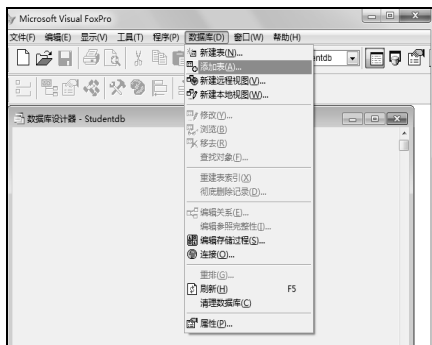 Microsoft Visual FoxPro
文件(F) 编辑(E) 显示(V) 工具(T) 程序(P) 数据库(D) 窗口(W) 帮助(H)
新建表(N)...
ntdb
添加表(A)...
新建远程视图(V)...
新建本地视图(W)...
数据库设计器 - Studentdb
修改(Y)...
浏览(B)
移去(R)
查找对象(F)...
重建表索引(X)
彻底删除记录(D)...
编辑关系(E)...
编辑参照完整性(I)...
编辑存储过程(S)...
连接(O)...
重排(G)...
刷新(H) F5
清理数据库(C)
属性(P)...